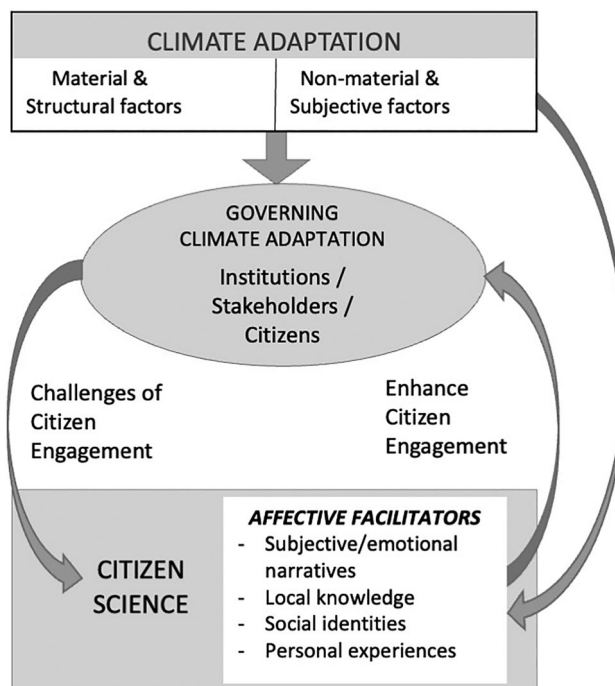 CLIMATE ADAPTATION
Material &
Structural factors
Non-material &
Subjective factors
GOVERNING
CLIMATE ADAPTATION
Institutions /
Stakeholders /
Citizens
Challenges of
Citizen
Engagement
Enhance
Citizen
Engagement
CITIZEN
SCIENCE
AFFECTIVE FACILITATORS
- Subjective/emotional
narratives
- Local knowledge
- Social identities
- Personal experiences